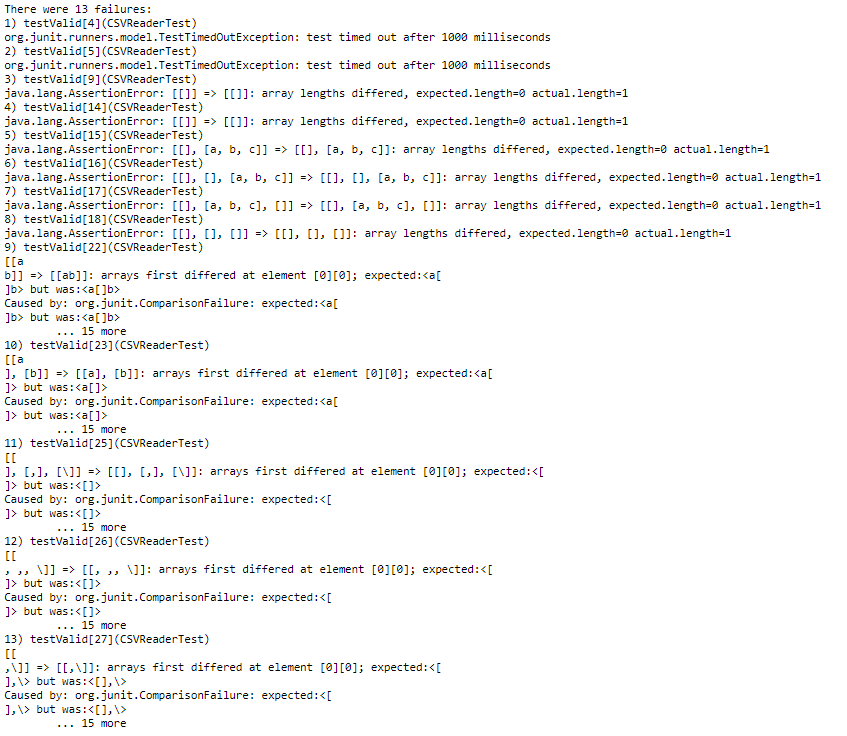 There were 13 failures:
1) testValid[4](CSVReaderTest)
org.junit.runners.model.TestTimedOutException: test timed out after 1000 milliseconds
2) testValid[5](CSVReaderTest)
org.junit.runners.model.TestTimedOutException: test timed out after 1000 milliseconds
3) testValid[9](CSVReaderTest)
java.lang.AssertionError: [[]] => [[]]: array lengths differed, expected.length=0 actual.length=1
4) testValid[14](CSVReaderTest)
java.lang.AssertionError: [[]] => [[]]: array lengths differed, expected.length=0 actual.length=1
5) testValid[15](CSVReaderTest)
java.lang.AssertionError: [[], [a, b, c]] => [[], [a, b, c]]: array lengths differed, expected.length=0 actual.length=1
6) testValid[16](CSVReaderTest)
java.lang.AssertionError: [[], [], [a, b, c]] => [[], [], [a, b, c]]: array lengths differed, expected.length=0 actual.length=1
7) testValid[17](CSVReaderTest)
java.lang.AssertionError: [[], [a, b, c], []] => [[], [a, b, c], []]: array lengths differed, expected.length=0 actual.length=1
8) testValid[18](CSVReaderTest)
java.lang.AssertionError: [[], [], []] => [[], [], []]: array lengths differed, expected.length=0 actual.length=1
9) testValid[22](CSVReaderTest)
[[a
b]] => [[ab]]: arrays first differed at element [0][0]; expected:<a[
]b> but was:<a[]b>
Caused by: org.junit.ComparisonFailure: expected:<a[
]b> but was:<a[]b>
... 15 more
10) testValid[23](CSVReaderTest)
[[a
], [b]] => [[a], [b]]: arrays first differed at element [0][0]; expected:<a[
]> but was:<a[]>
Caused by: org.junit.ComparisonFailure: expected:<a[
]> but was:<a[]>
... 15 more
11) testValid[25](CSVReaderTest)
[[
], [,], [\]] => [[], [,], [\]]: arrays first differed at element [0][0]; expected:<[
]> but was:<[]>
Caused by: org.junit.ComparisonFailure: expected:<[
]> but was:<[]>
... 15 more
12) testValid[26](CSVReaderTest)
[[
, ,, \]] => [[, ,, \]]: arrays first differed at element [0][0]; expected:<[
]> but was:<[]>
Caused by: org.junit.ComparisonFailure: expected:<[
]> but was:<[]>
... 15 more
13) testValid[27](CSVReaderTest)
[[
,\]] => [[,\]]: arrays first differed at element [0][0]; expected:<[
],\> but was:<[],\>
Caused by: org.junit.ComparisonFailure: expected:<[
],\> but was:<[],\>
... 15 more